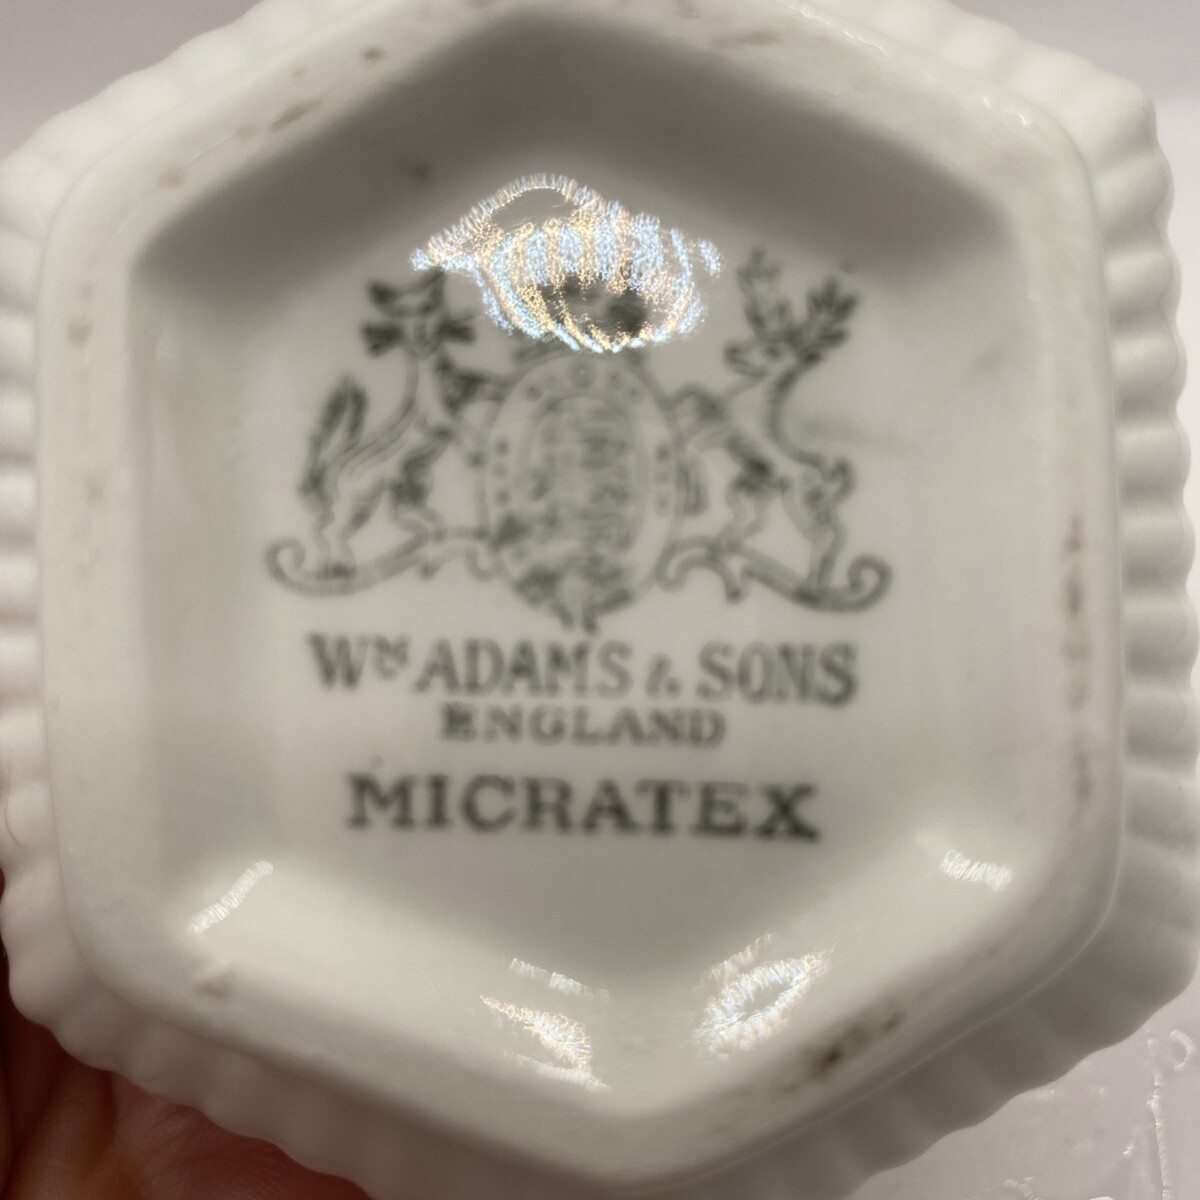 Wᴹ ADAMS & SONS
ENGLAND
MICRATEX